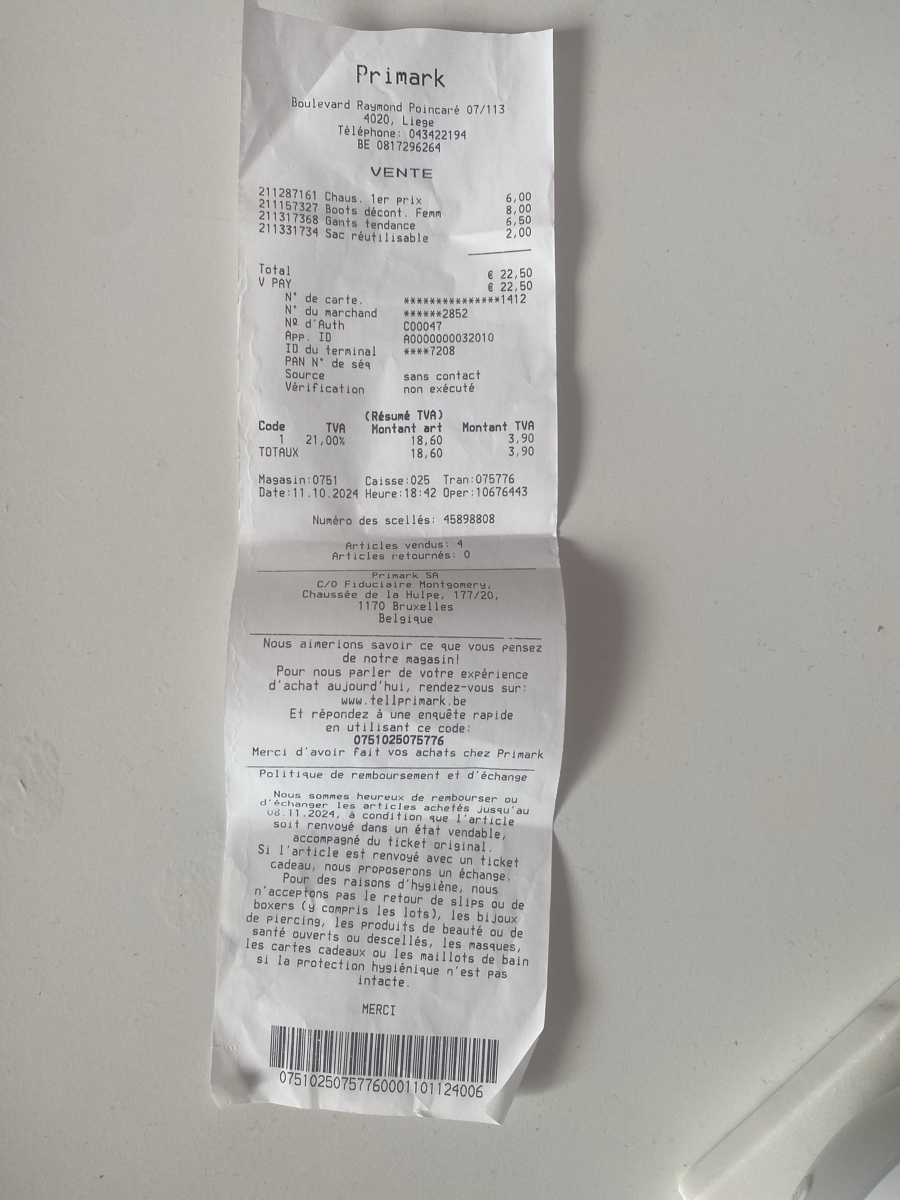 Primark
Boulevard Raymond Poincaré 07/113
4020, Liege
Téléphone: 043422194
BE 0817296264
VENTE
211287161 Chaus. 1er prix 6,00
211157327 Boots décont. Femm 8,00
211317368 Gants tendance 6,50
211331734 Sac réutilisable 2,00
Total € 22,50
V PAY € 22,50
N° de carte. ***************1412
N° du marchand ******2852
Nº d'Auth C00047
App. ID A0000000032010
ID du terminal ****7208
PAN N° de séq
Source sans contact
Vérification non exécuté
(Résumé TVA)
Code TVA Montant art Montant TVA
1 21,00% 18,60 3,90
TOTAUX 18,60 3,90
Magasin:0751 Caisse:025 Tran:075776
Date:11.10.2024 Heure:18:42 Oper:10676443
Numéro des scellés: 45898808
Articles vendus: 4
Articles retournés: 0
Primark SA
C/O Fiduciaire Montgomery,
Chaussée de la Hulpe, 177/20,
1170 Bruxelles
Belgique
Nous aimerions savoir ce que vous pensez
de notre magasin!
Pour nous parler de votre expérience
d'achat aujourd'hui, rendez-vous sur:
www.tellprimark.be
Et répondez à une enquête rapide
en utilisant ce code:
0751025075776
Merci d'avoir fait vos achats chez Primark
Politique de remboursement et d'échange
Nous sommes heureux de rembourser ou
d'échanger les articles achetés jusqu'au
08.11.2024, à condition que l'article
soit renvoyé dans un état vendable,
accompagné du ticket original.
Si l'article est renvoyé avec un ticket
cadeau, nous proposerons un échange.
Pour des raisons d'hygiène, nous
n'acceptons pas le retour de slips ou de
boxers (y compris les lots), les bijoux
de piercing, les produits de beauté ou de
santé ouverts ou descellés, les masques,
les cartes cadeaux ou les maillots de bain
si la protection hygiénique n'est pas
intacte.
MERCI
07510250757760001101124006